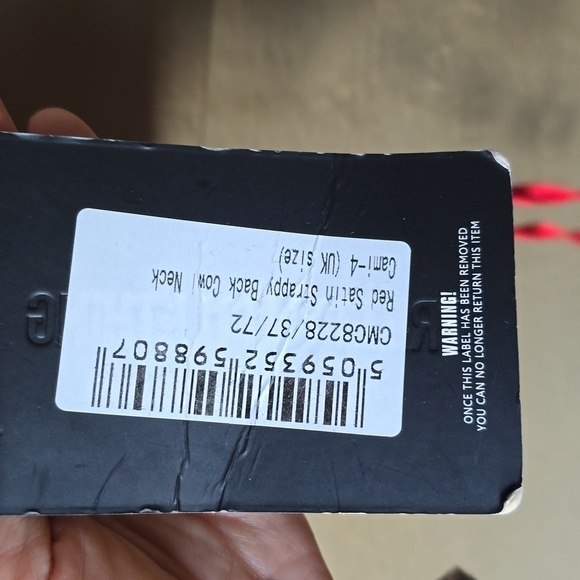 5 059352 598807
CMC8228/37/72
Red Satin Strappy Back Cowl Neck
Cami-4 (UK size)
WARNING!
ONCE THIS LABEL HAS BEEN REMOVED
YOU CAN NO LONGER RETURN THIS ITEM